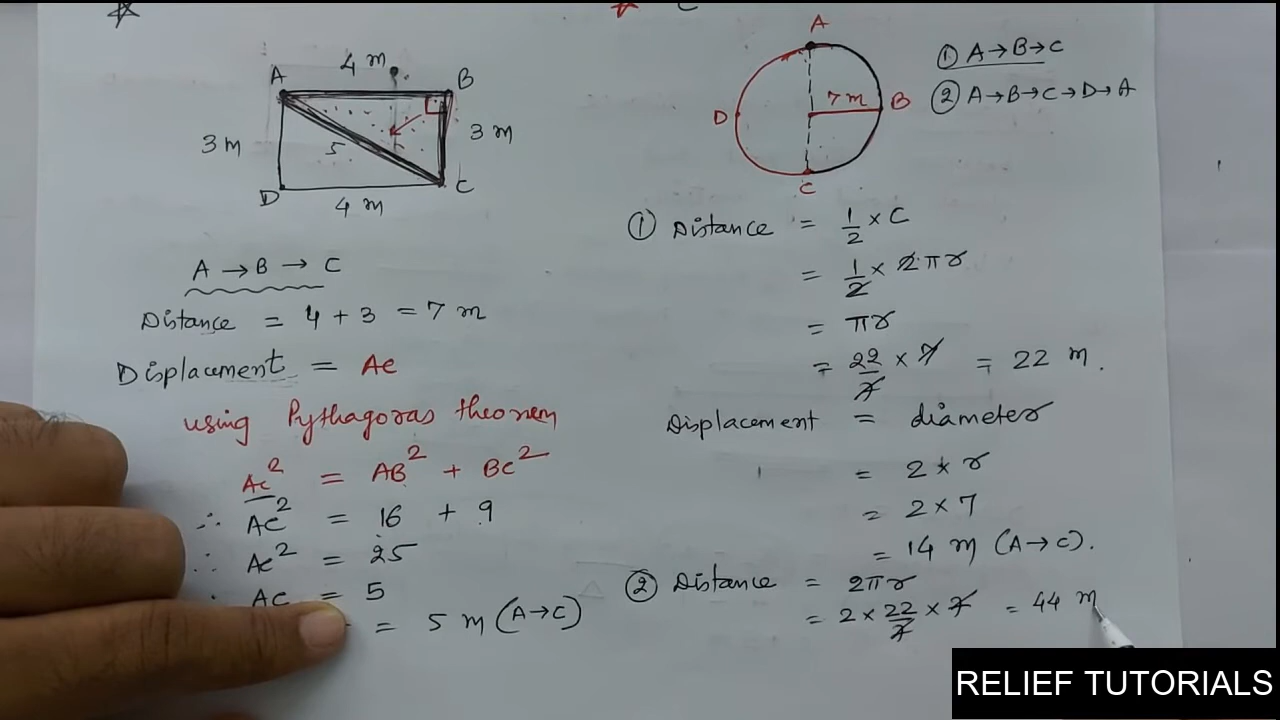 4 m
A B
3 m 5 3 m
D C
4 m
A → B → C
Distance = 4 + 3 = 7 m
Displacement = AC
using Pythagoras theorem
AC² = AB² + BC²
∴ AC² = 16 + 9
∴ AC² = 25
∴ AC = 5
= 5 m (A→C)
A
D 7 m B
C
① A→B→C
② A→B→C→D→A
① Distance = 1/2 × C
= 1/2 × 2πr
= πr
= 22/7 × 7 = 22 m.
Displacement = diameter
= 2 × r
= 2 × 7
= 14 m (A→C).
② Distance = 2πr
= 2 × 22/7 × 7 = 44 m
RELIEF TUTORIALS